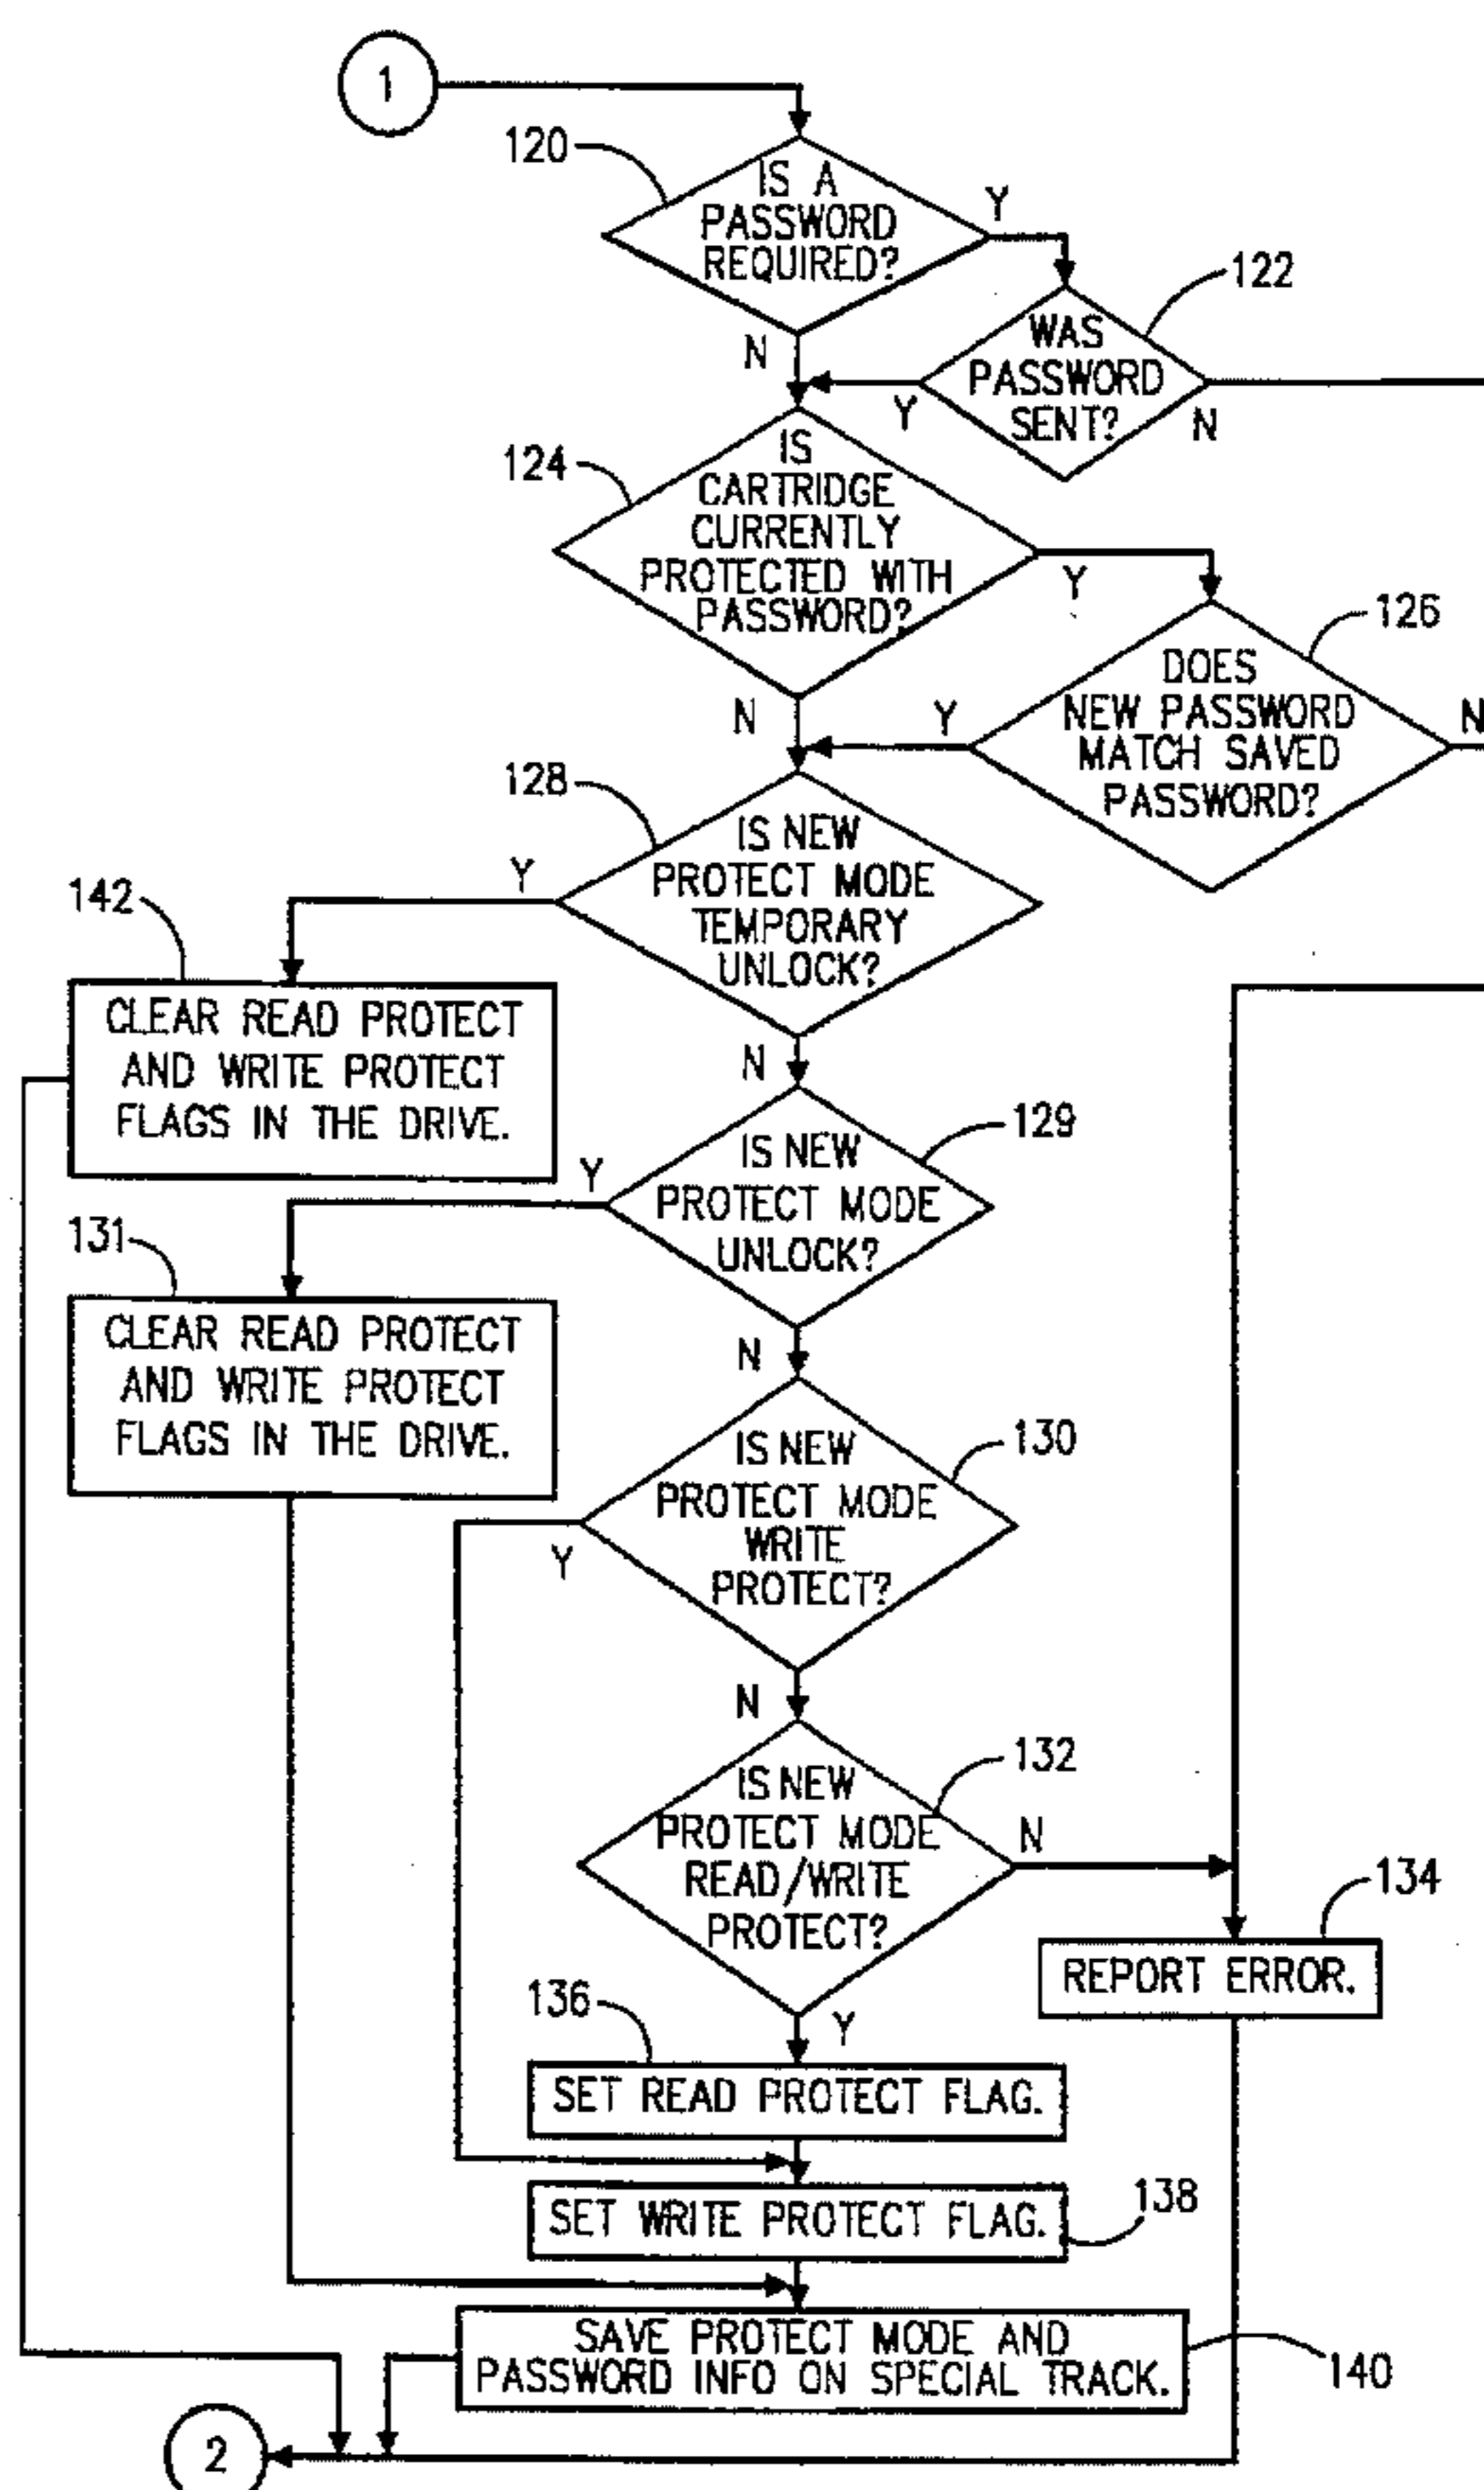 1
120
IS A
PASSWORD
REQUIRED?
Y
N
122
WAS
PASSWORD
SENT?
Y
N
124
IS
CARTRIDGE
CURRENTLY
PROTECTED WITH
PASSWORD?
Y
N
126
DOES
NEW PASSWORD
MATCH SAVED
PASSWORD?
Y
N
128
IS NEW
PROTECT MODE
TEMPORARY
UNLOCK?
Y
N
142
CLEAR READ PROTECT
AND WRITE PROTECT
FLAGS IN THE DRIVE.
129
IS NEW
PROTECT MODE
UNLOCK?
Y
N
131
CLEAR READ PROTECT
AND WRITE PROTECT
FLAGS IN THE DRIVE.
130
IS NEW
PROTECT MODE
WRITE
PROTECT?
Y
N
132
IS NEW
PROTECT MODE
READ/WRITE
PROTECT?
N
Y
134
REPORT ERROR.
136
SET READ PROTECT FLAG.
138
SET WRITE PROTECT FLAG.
140
SAVE PROTECT MODE AND
PASSWORD INFO ON SPECIAL TRACK.
2